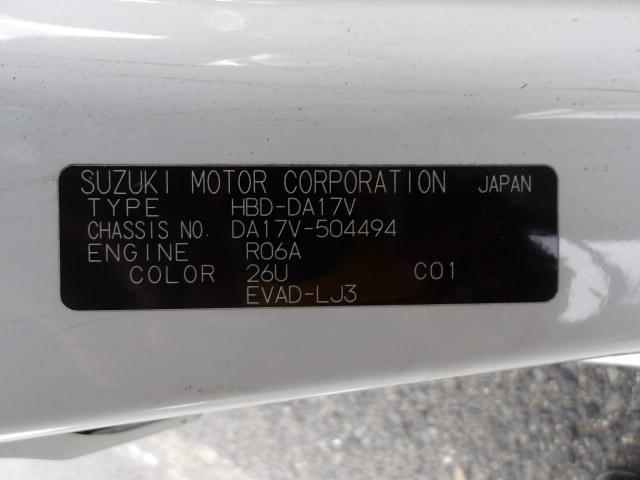 SUZUKI MOTOR CORPORATION JAPAN
TYPE HBD-DA17V
CHASSIS NO. DA17V-504494
ENGINE R06A
COLOR 26U C01
EVAD-LJ3